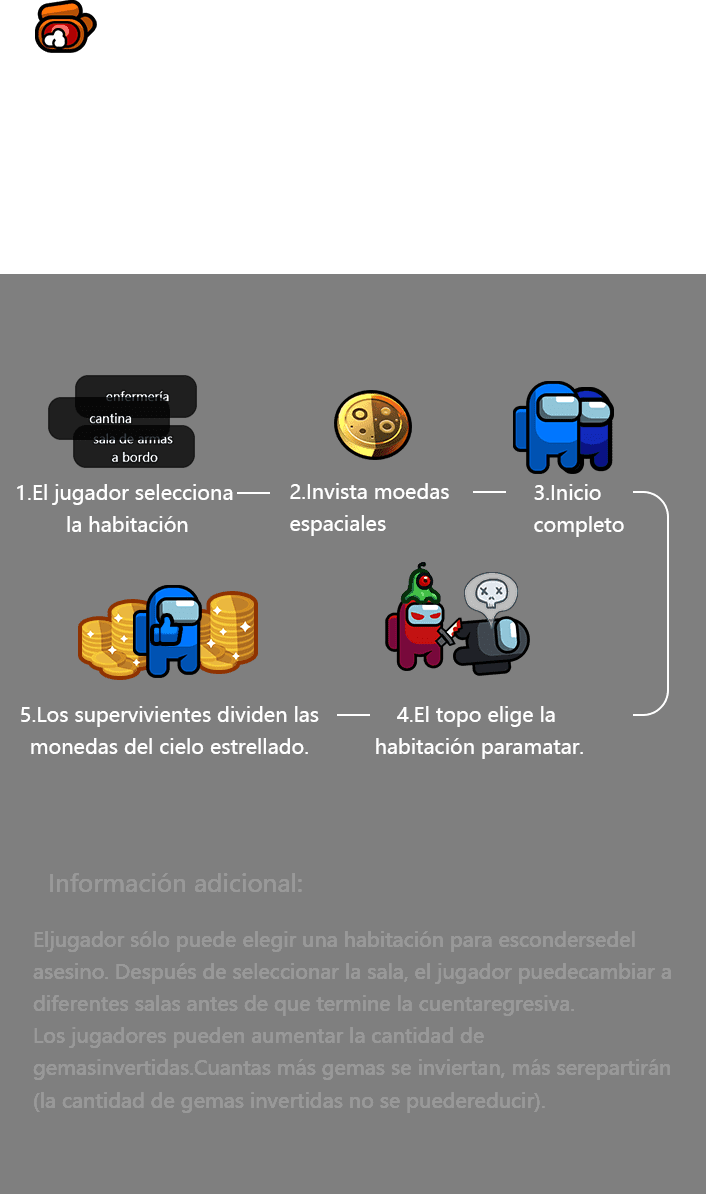 enfermería
cantina
sala de armas
a bordo
1.El jugador selecciona
la habitación
2.Invista moedas
espaciales
3.Inicio
completo
4.El topo elige la
habitación paramatar.
5.Los supervivientes dividen las
monedas del cielo estrellado.
Información adicional:
Eljugador sólo puede elegir una habitación para escondersedel
asesino. Después de seleccionar la sala, el jugador puedecambiar a
diferentes salas antes de que termine la cuentaregresiva.
Los jugadores pueden aumentar la cantidad de
gemasinvertidas.Cuantas más gemas se inviertan, más serepartirán
(la cantidad de gemas invertidas no se puedereducir).